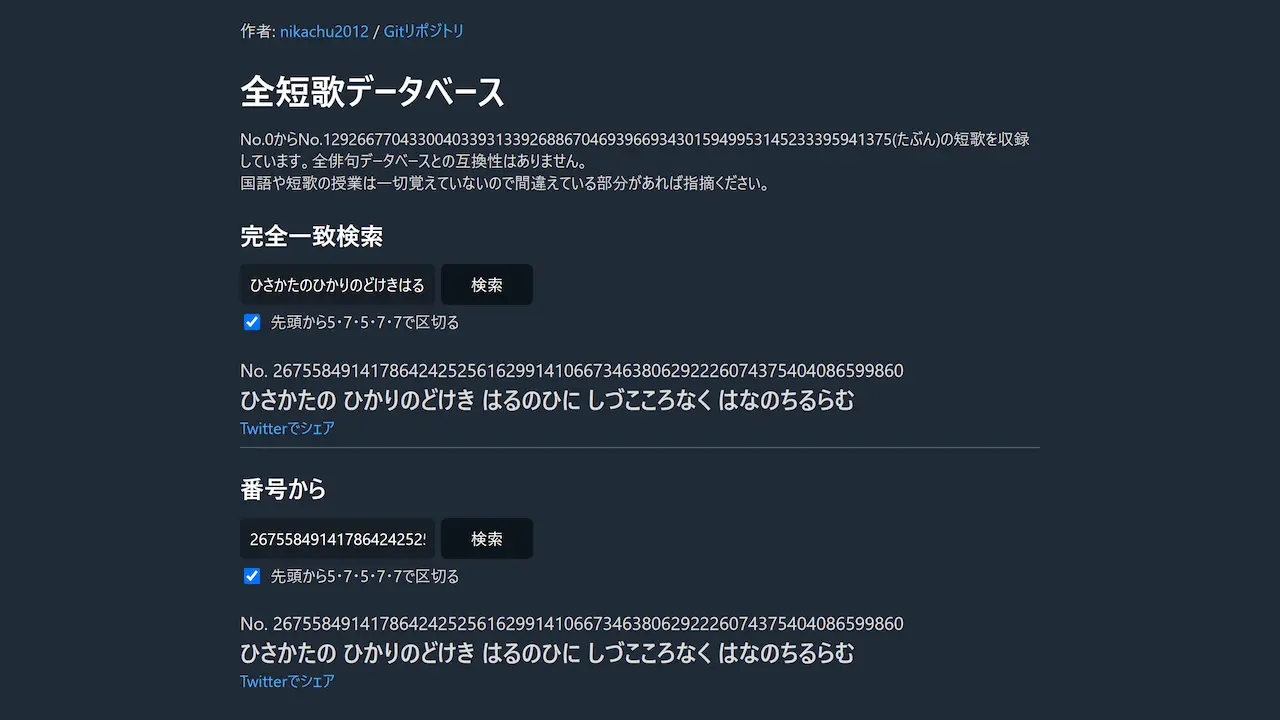 作者: nikachu2012 / Gitリポジトリ
全短歌データベース
No.0からNo.1292667704330040339313392688670469396693430159499531452333959​41375(たぶん)の短歌を収録
しています。全俳句データベースとの互換性はありません。
国語や短歌の授業は一切覚えていないので間違えている部分があれば指摘ください。
完全一致検索
ひさかたのひかりのどけきはる
検索
先頭から5・7・5・7・7で区切る
No. 267558491417864242525616299141066734638062922260743754040865998​60
ひさかたの ひかりのどけき はるのひに しづこころなく はなのちるらむ
Twitterでシェア
番号から
26755849141786424252!
検索
先頭から5・7・5・7・7で区切る
No. 267558491417864242525616299141066734638062922260743754040865998​60
ひさかたの ひかりのどけき はるのひに しづこころなく はなのちるらむ
Twitterでシェア